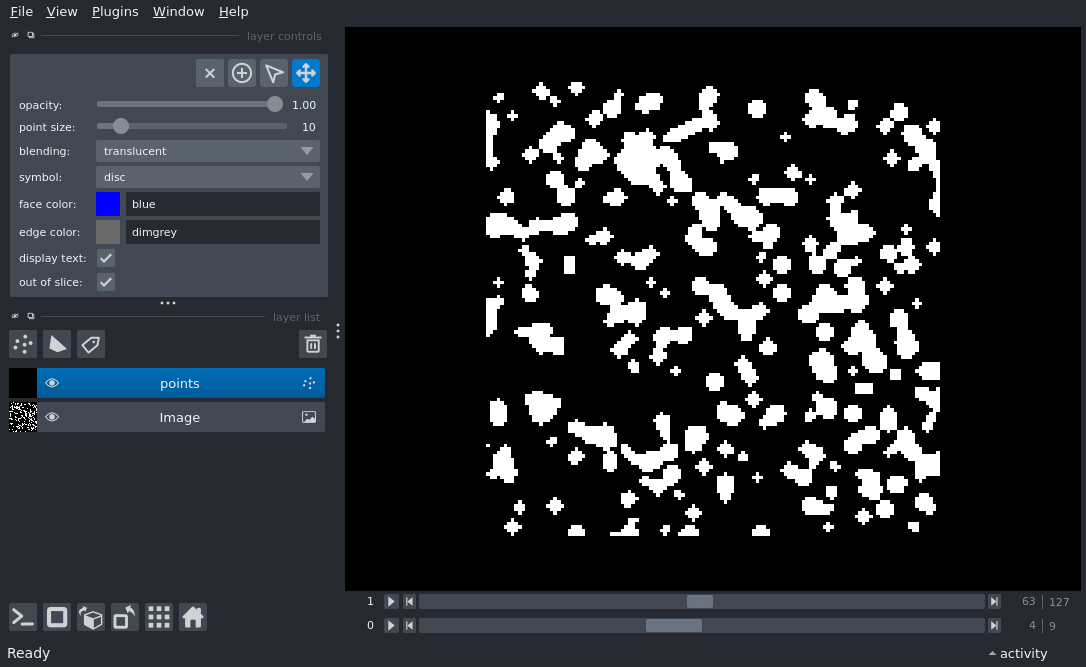 File View Plugins Window Help
layer controls
opacity: 1.00
point size: 10
blending: translucent
symbol: disc
face color: blue
edge color: dimgrey
display text:
out of slice:
layer list
points
Image
1 63 | 127
0 4 | 9
Ready activity